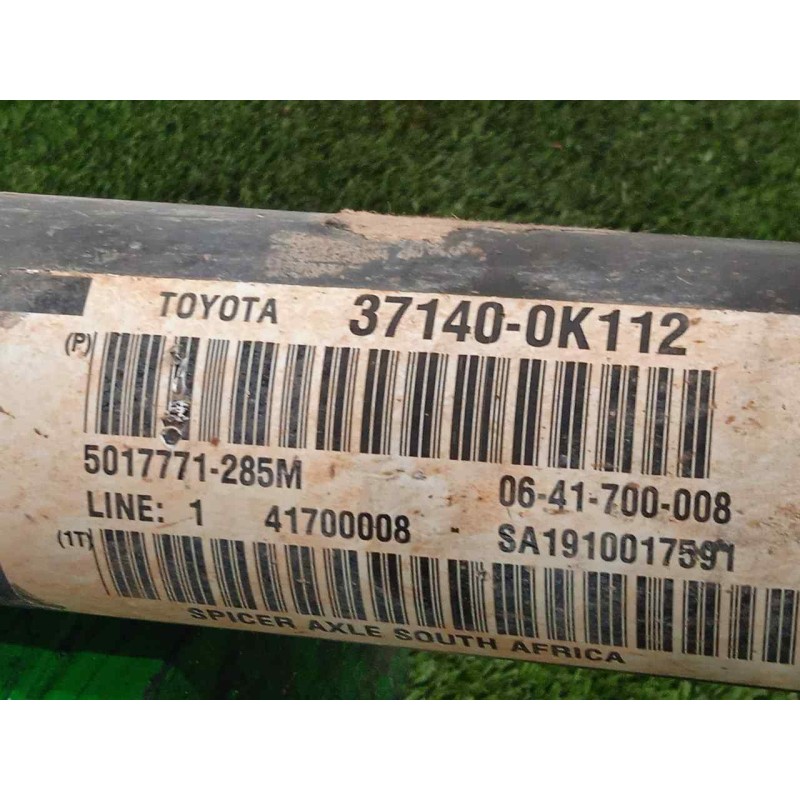 TOYOTA 37140-0K112
(P)
5017771-285M 06-41-700-008
LINE: 1 41700008 - SA1910017591
(1T)
SPICER AXLE SOUTH AFRICA